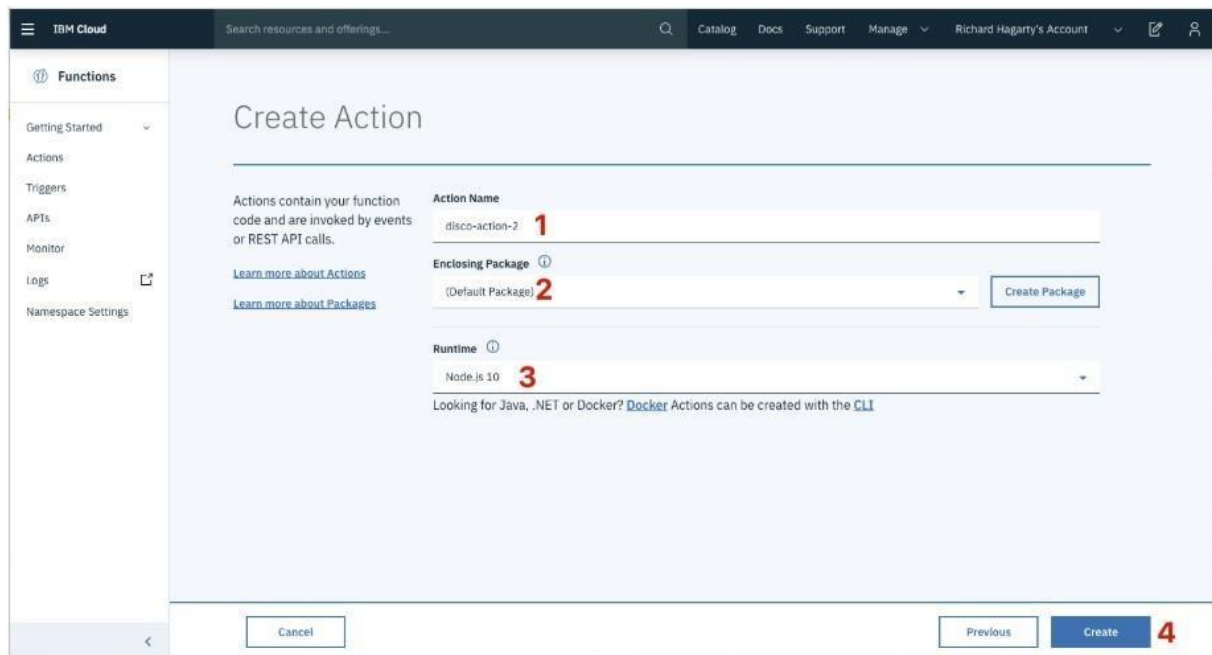 IBM Cloud
Search resources and offerings...
Catalog Docs Support Manage Richard Hagarty's Account
Functions
Getting Started
Actions
Triggers
APIs
Monitor
Logs
Namespace Settings
Create Action
Actions contain your function
code and are invoked by events
or REST API calls.
Learn more about Actions
Learn more about Packages
Action Name
disco-action-2 1
Enclosing Package
(Default Package) 2
Create Package
Runtime
Node.js 10 3
Looking for Java, .NET or Docker? Docker Actions can be created with the CLI
Cancel
Previous
Create 4